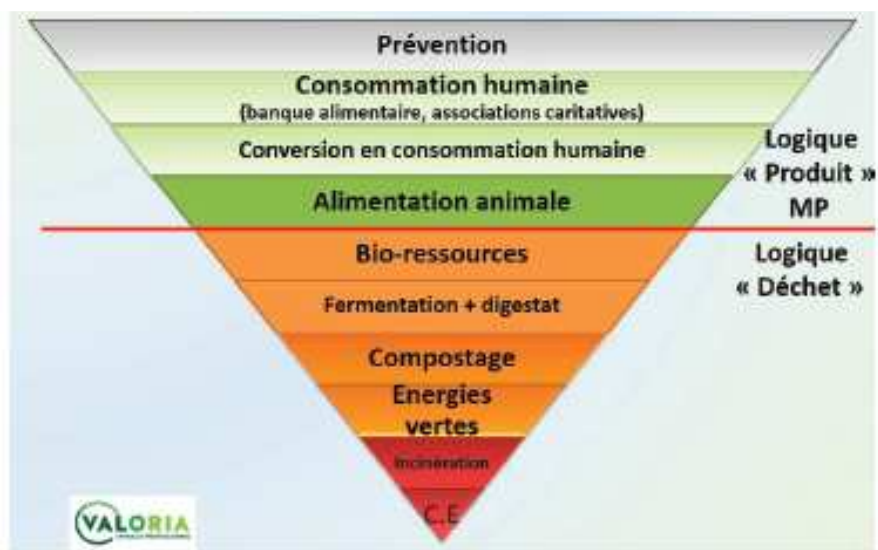 Prévention
Consommation humaine
(banque alimentaire, associations caritatives)
Conversion en consommation humaine
Alimentation animale
Logique
« Produit »
MP
Bio-ressources
Logique
« Déchet »
Fermentation + digestat
Compostage
Energies
vertes
Incinération
C.E
VALORIA